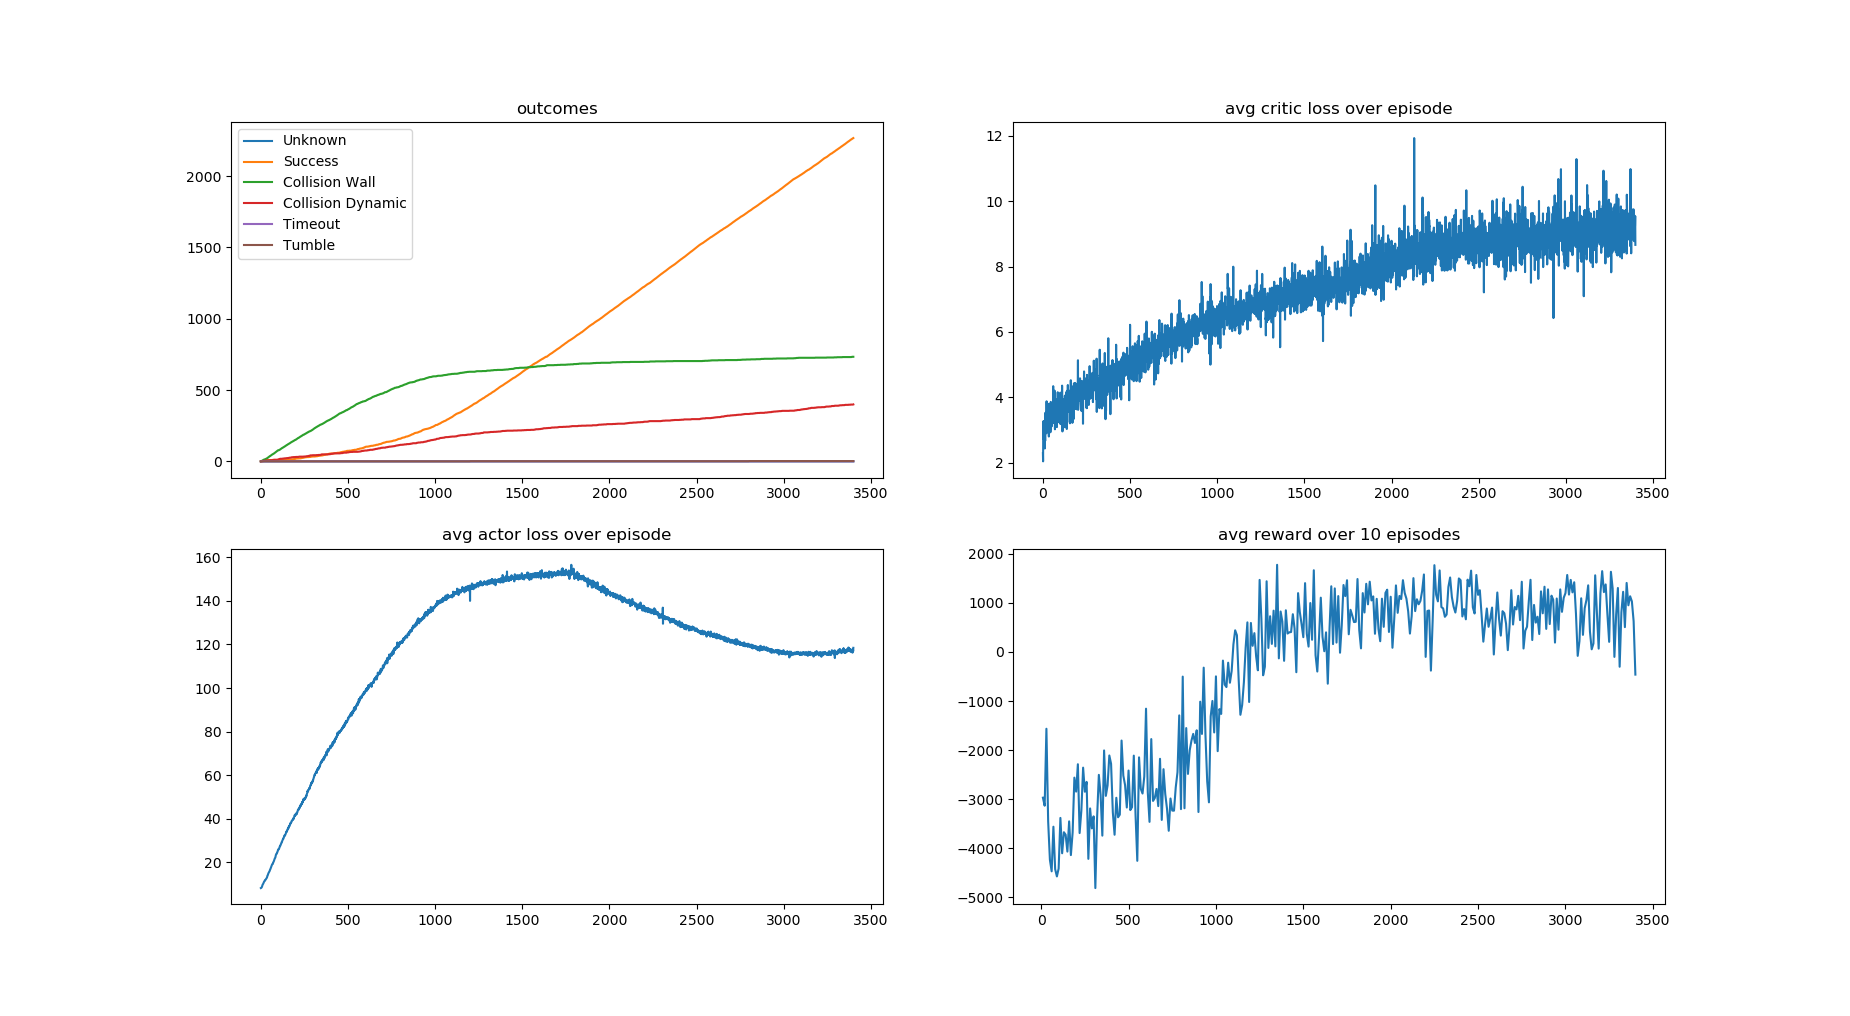 outcomes
Unknown
Success
Collision Wall
Collision Dynamic
Timeout
Tumble
2000
1500
1000
500
0
0 500 1000 1500 2000 2500 3000 3500
avg critic loss over episode
12
10
8
6
4
2
0 500 1000 1500 2000 2500 3000 3500
avg actor loss over episode
160
140
120
100
80
60
40
20
0 500 1000 1500 2000 2500 3000 3500
avg reward over 10 episodes
2000
1000
0
−1000
−2000
−3000
−4000
−5000
0 500 1000 1500 2000 2500 3000 3500